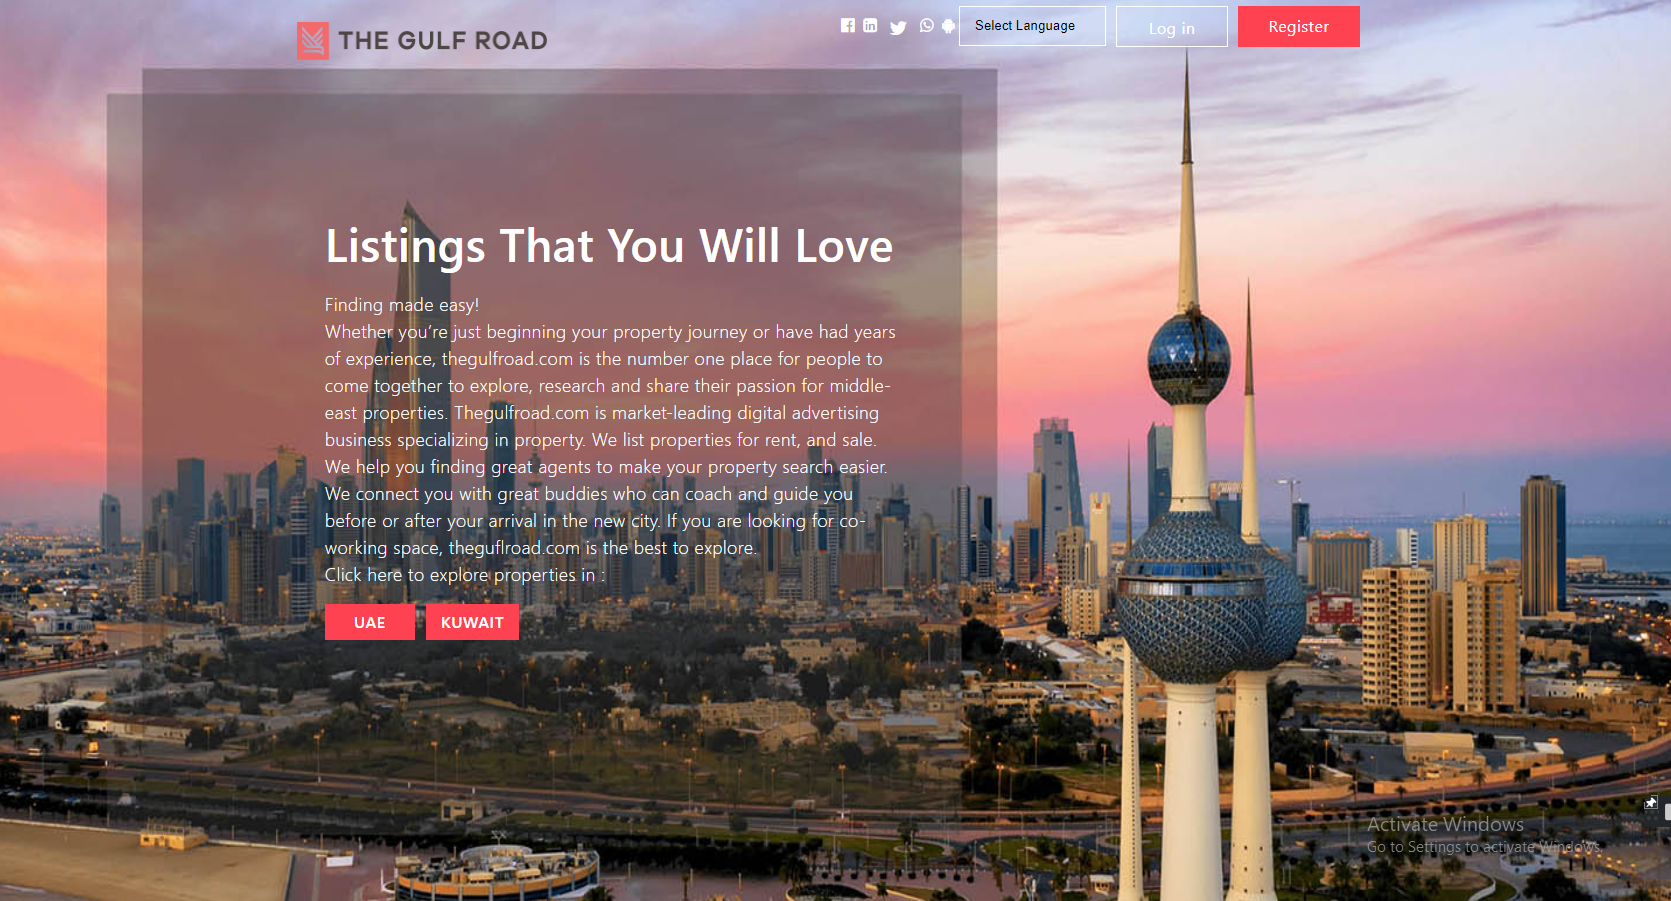 THE GULF ROAD
Select Language
Log in
Register
Listings That You Will Love
Finding made easy!
Whether you're just beginning your property journey or have had years
of experience, thegulfroad.com is the number one place for people to
come together to explore, research and share their passion for middle-
east properties. Thegulfroad.com is market-leading digital advertising
business specializing in property. We list properties for rent, and sale.
We help you finding great agents to make your property search easier.
We connect you with great buddies who can coach and guide you
before or after your arrival in the new city. If you are looking for co-
working space, theguflroad.com is the best to explore.
Click here to explore properties in :
UAE
KUWAIT
Activate Windows
Go to Settings to activate Windows.